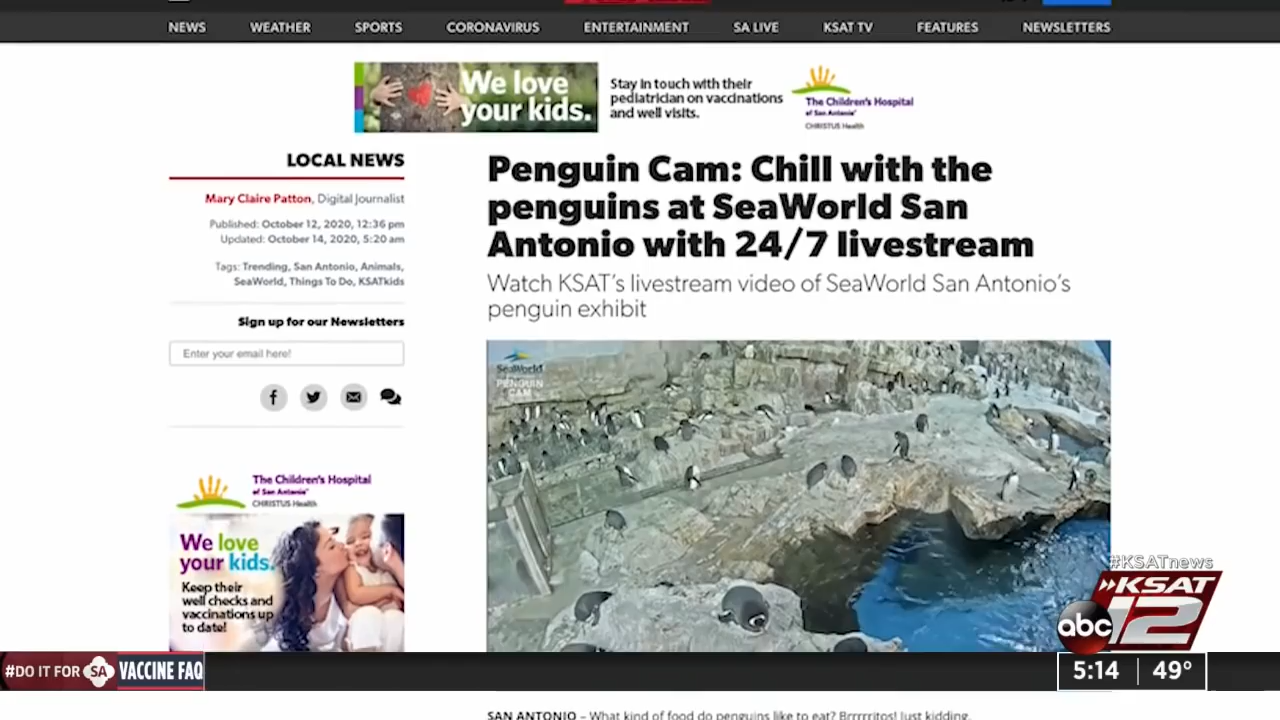 NEWS WEATHER SPORTS CORONAVIRUS ENTERTAINMENT SA LIVE KSAT TV FEATURES NEWSLETTERS
We love
your kids.
Stay in touch with their
pediatrician on vaccinations
and well visits.
The Children's Hospital
of San Antonio
CHRISTUS Health
LOCAL NEWS
Mary Claire Patton, Digital Journalist
Published: October 12, 2020, 12:36 pm
Updated: October 14, 2020, 5:20 am
Tags: Trending, San Antonio, Animals,
SeaWorld, Things To Do, KSATkids
Sign up for our Newsletters
Enter your email here!
The Children's Hospital
of San Antonio
CHRISTUS Health
We love
your kids.
Keep their
well checks and
vaccinations up
to date!
Penguin Cam: Chill with the
penguins at SeaWorld San
Antonio with 24/7 livestream
Watch KSAT's livestream video of SeaWorld San Antonio's
penguin exhibit
SeaWorld
PENGUIN
CAM
#KSATnews
KSAT
abc 12
#DO IT FOR SA VACCINE FAQ
5:14 49°
SAN ANTONIO – What kind of food do penguins like to eat? Brrrrritos! Just kidding.